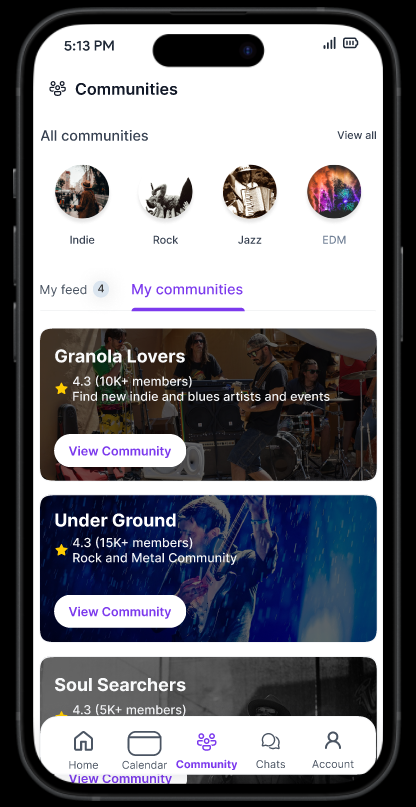 5:13 PM
Communities
All communities
View all
Indie
Rock
Jazz
EDM
My feed 4
My communities
Granola Lovers
4.3 (10K+ members)
Find new indie and blues artists and events
View Community
Under Ground
4.3 (15K+ members)
Rock and Metal Community
View Community
Soul Searchers
4.3 (5K+ members)
Home
Calendar
Community
Chats
Account
View Community